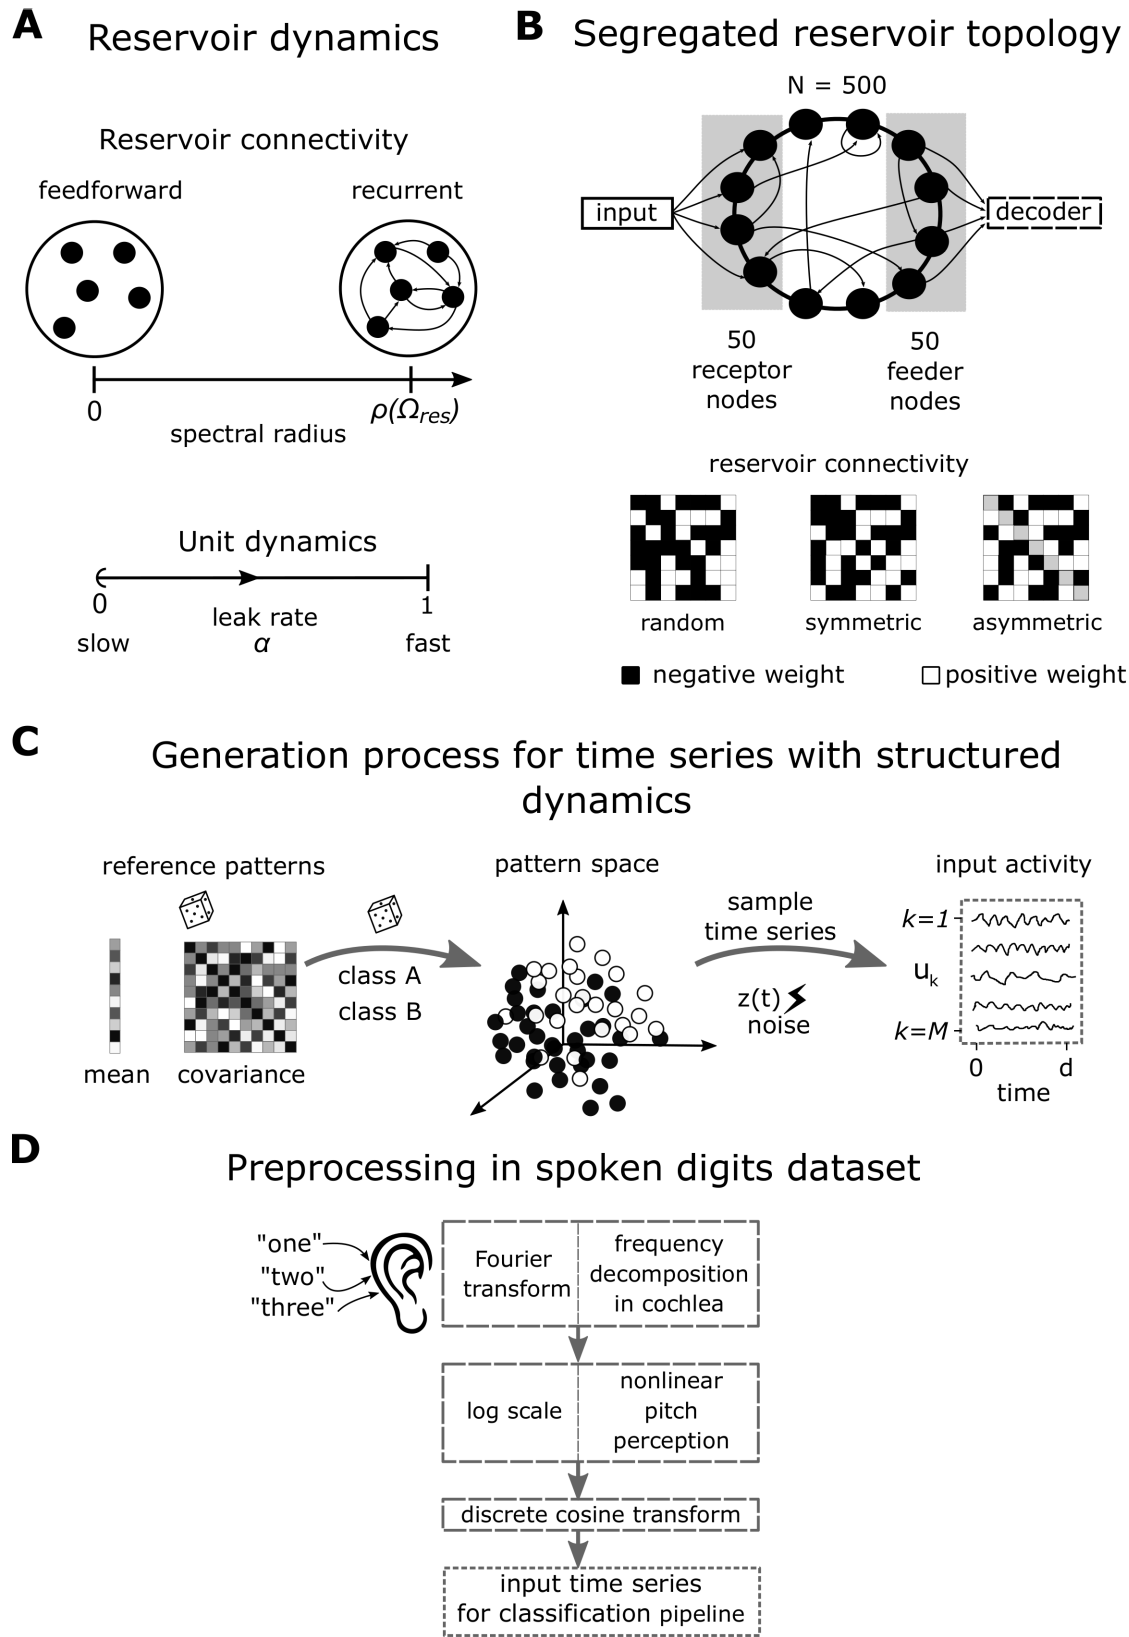 A
Reservoir dynamics
Reservoir connectivity
feedforward
recurrent
0
ρ(Ωres)
spectral radius
Unit dynamics
0
1
leak rate
slow
α
fast
B
Segregated reservoir topology
N = 500
input
decoder
50
receptor
nodes
50
feeder
nodes
reservoir connectivity
random
symmetric
asymmetric
negative weight
positive weight
C
Generation process for time series with structured
dynamics
reference patterns
mean
covariance
class A
class B
pattern space
sample
time series
z(t)
noise
input activity
k=1
uk
k=M
0
d
time
D
Preprocessing in spoken digits dataset
"one"
"two"
"three"
Fourier
transform
frequency
decomposition
in cochlea
log scale
nonlinear
pitch
perception
discrete cosine transform
input time series
for classification pipeline